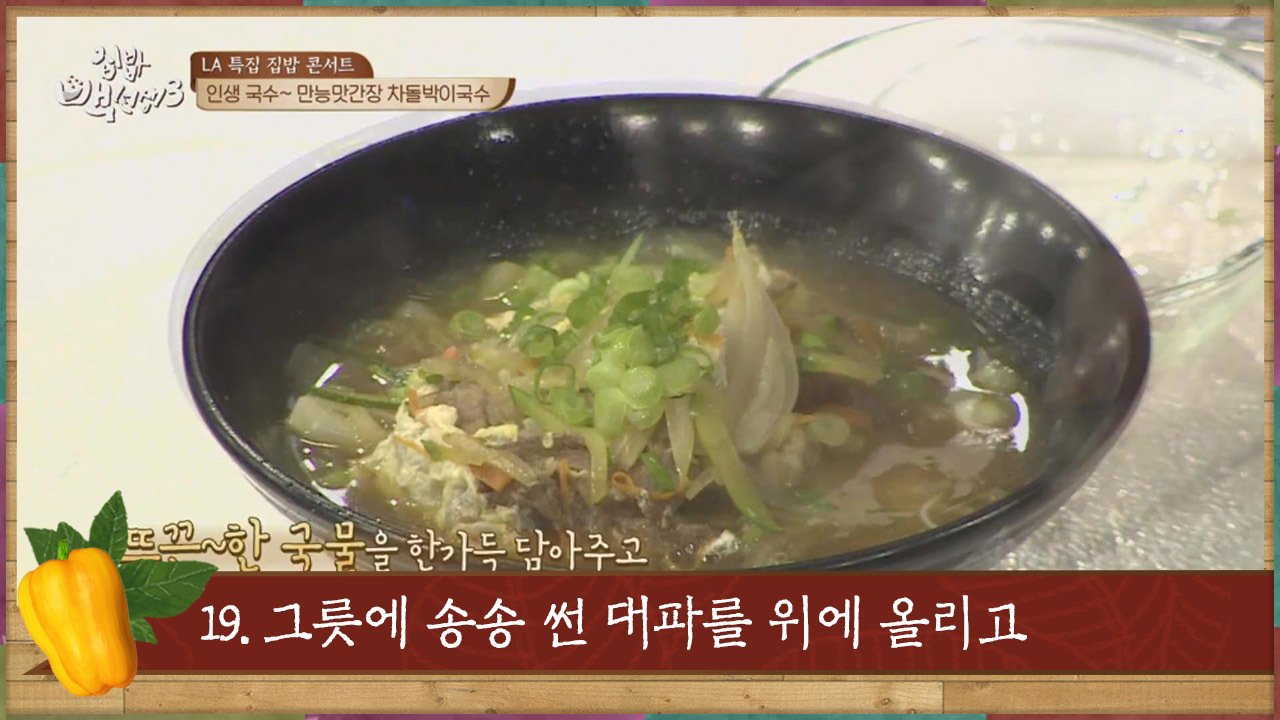 집밥
백선생3
LA 특집 집밥 콘서트
인생 국수~ 만능맛간장 차돌박이국수
뜨끈~한 국물을 한가득 담아주고
19. 그릇에 송송 썬 대파를 위에 올리고